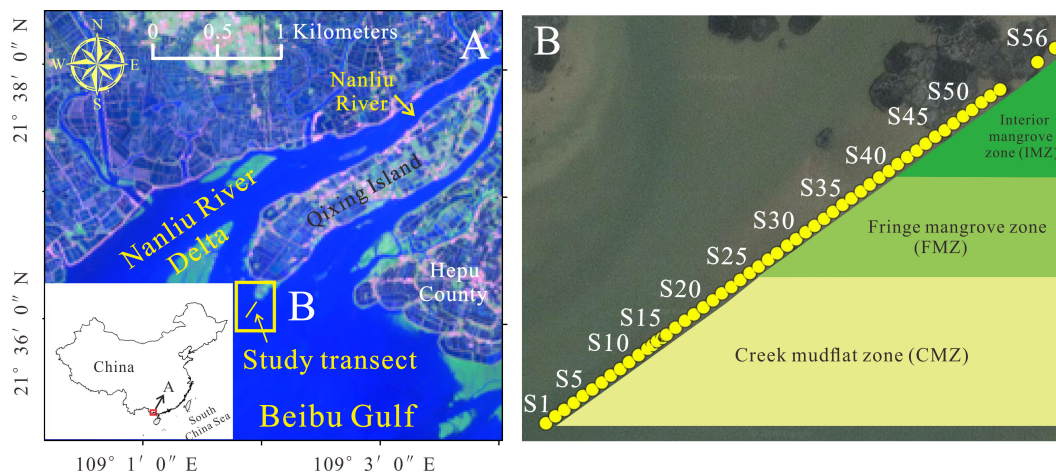 A
N
W
E
S
0
0.5
1
Kilometers
Nanliu
River
Qixing Island
Nanliu River
Delta
Hepu
County
B
Study transect
Beibu Gulf
China
A
South
China Sea
21° 38′ 0″ N
21° 36′ 0″ N
109° 1′ 0″ E
109° 3′ 0″ E
B
S56
S50
S45
S40
S35
S30
S25
S20
S15
S10
S5
S1
Interior
mangrove
zone (IMZ)
Fringe mangrove zone
(FMZ)
Creek mudflat zone (CMZ)